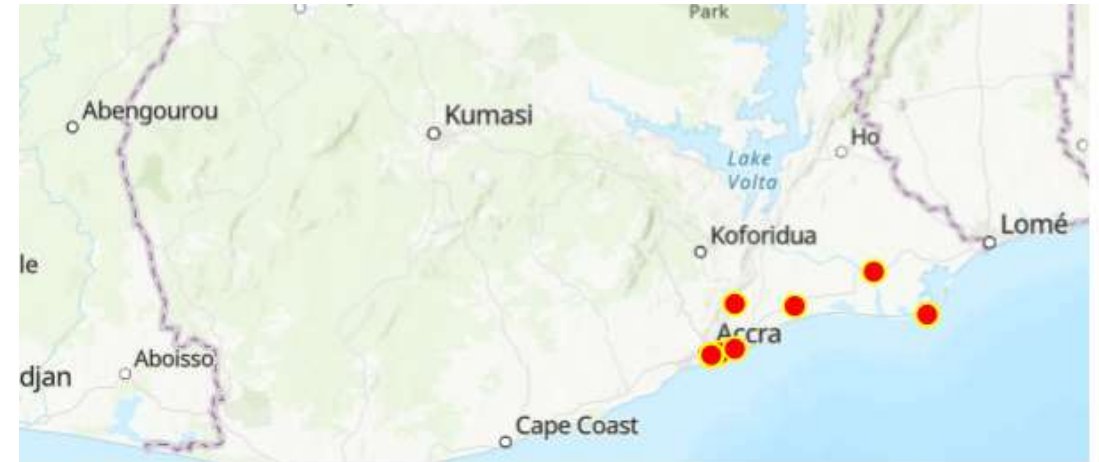 Park
Abengourou
Kumasi
Ho
Lake
Volta
Koforidua
Lomé
le
Accra
Aboisso
djan
Cape Coast